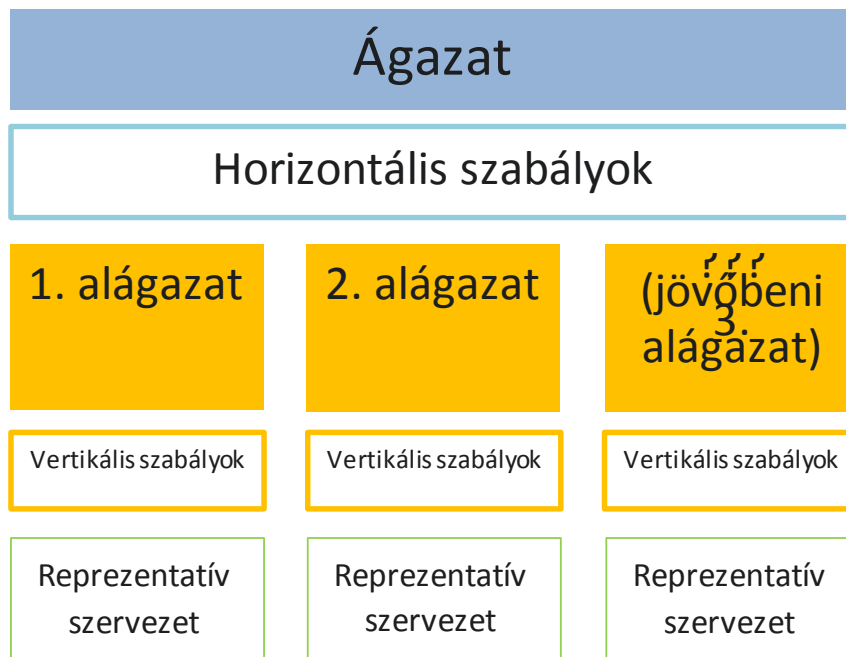 Ágazat
Horizontális szabályok
1. alágazat
2. alágazat
???
(jövőbeni
3.
alágazat)
Vertikális szabályok
Vertikális szabályok
Vertikális szabályok
Reprezentatív
szervezet
Reprezentatív
szervezet
Reprezentatív
szervezet